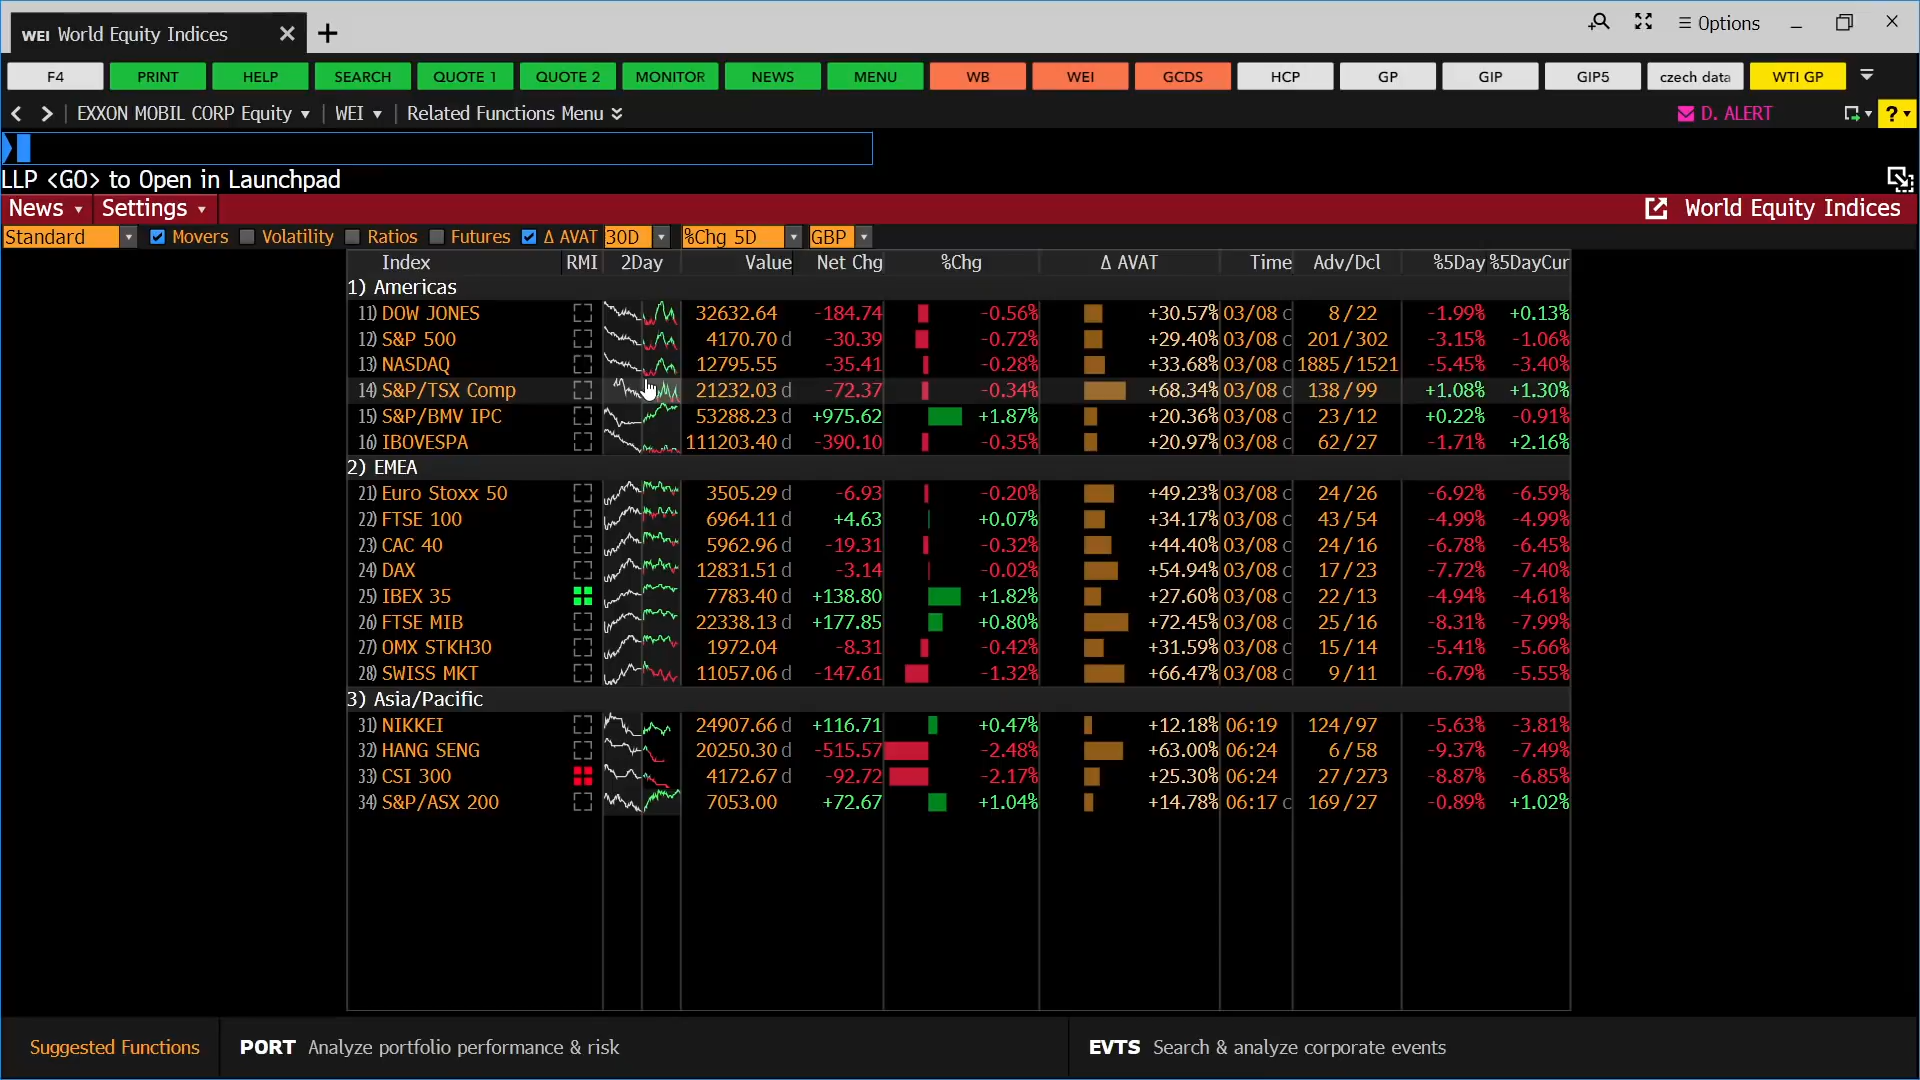 WEI World Equity Indices
Options
F4 PRINT HELP SEARCH QUOTE 1 QUOTE 2 MONITOR NEWS MENU WB WEI GCDS HCP GP GIP GIP5 czech data WTI GP
EXXON MOBIL CORP Equity WEI Related Functions Menu D. ALERT ?
LLP <GO> to Open in Launchpad
News Settings World Equity Indices
Standard Movers Volatility Ratios Futures Δ AVAT 30D %Chg 5D GBP
Index RMI 2Day Value Net Chg %Chg Δ AVAT Time Adv/Dcl %5Day %5DayCur
1) Americas
11) DOW JONES 32632.64 -184.74 -0.56% +30.57% 03/08 c 8 / 22 -1.99% +0.13%
12) S&P 500 4170.70 d -30.39 -0.72% +29.40% 03/08 c 201 / 302 -3.15% -1.06%
13) NASDAQ 12795.55 -35.41 -0.28% +33.68% 03/08 c 1885 / 1521 -5.45% -3.40%
14) S&P/TSX Comp 21232.03 d -72.37 -0.34% +68.34% 03/08 c 138 / 99 +1.08% +1.30%
15) S&P/BMV IPC 53288.23 d +975.62 +1.87% +20.36% 03/08 c 23 / 12 +0.22% -0.91%
16) IBOVESPA 111203.40 d -390.10 -0.35% +20.97% 03/08 c 62 / 27 -1.71% +2.16%
2) EMEA
21) Euro Stoxx 50 3505.29 d -6.93 -0.20% +49.23% 03/08 c 24 / 26 -6.92% -6.59%
22) FTSE 100 6964.11 d +4.63 +0.07% +34.17% 03/08 c 43 / 54 -4.99% -4.99%
23) CAC 40 5962.96 d -19.31 -0.32% +44.40% 03/08 c 24 / 16 -6.78% -6.45%
24) DAX 12831.51 d -3.14 -0.02% +54.94% 03/08 c 17 / 23 -7.72% -7.40%
25) IBEX 35 7783.40 d +138.80 +1.82% +27.60% 03/08 c 22 / 13 -4.94% -4.61%
26) FTSE MIB 22338.13 d +177.85 +0.80% +72.45% 03/08 c 25 / 16 -8.31% -7.99%
27) OMX STKH30 1972.04 -8.31 -0.42% +31.59% 03/08 c 15 / 14 -5.41% -5.66%
28) SWISS MKT 11057.06 d -147.61 -1.32% +66.47% 03/08 c 9 / 11 -6.79% -5.55%
3) Asia/Pacific
31) NIKKEI 24907.66 d +116.71 +0.47% +12.18% 06:19 124 / 97 -5.63% -3.81%
32) HANG SENG 20250.30 d -515.57 -2.48% +63.00% 06:24 6 / 58 -9.37% -7.49%
33) CSI 300 4172.67 d -92.72 -2.17% +25.30% 06:24 27 / 273 -8.87% -6.85%
34) S&P/ASX 200 7053.00 +72.67 +1.04% +14.78% 06:17 c 169 / 27 -0.89% +1.02%
Suggested Functions PORT Analyze portfolio performance & risk EVTS Search & analyze corporate events